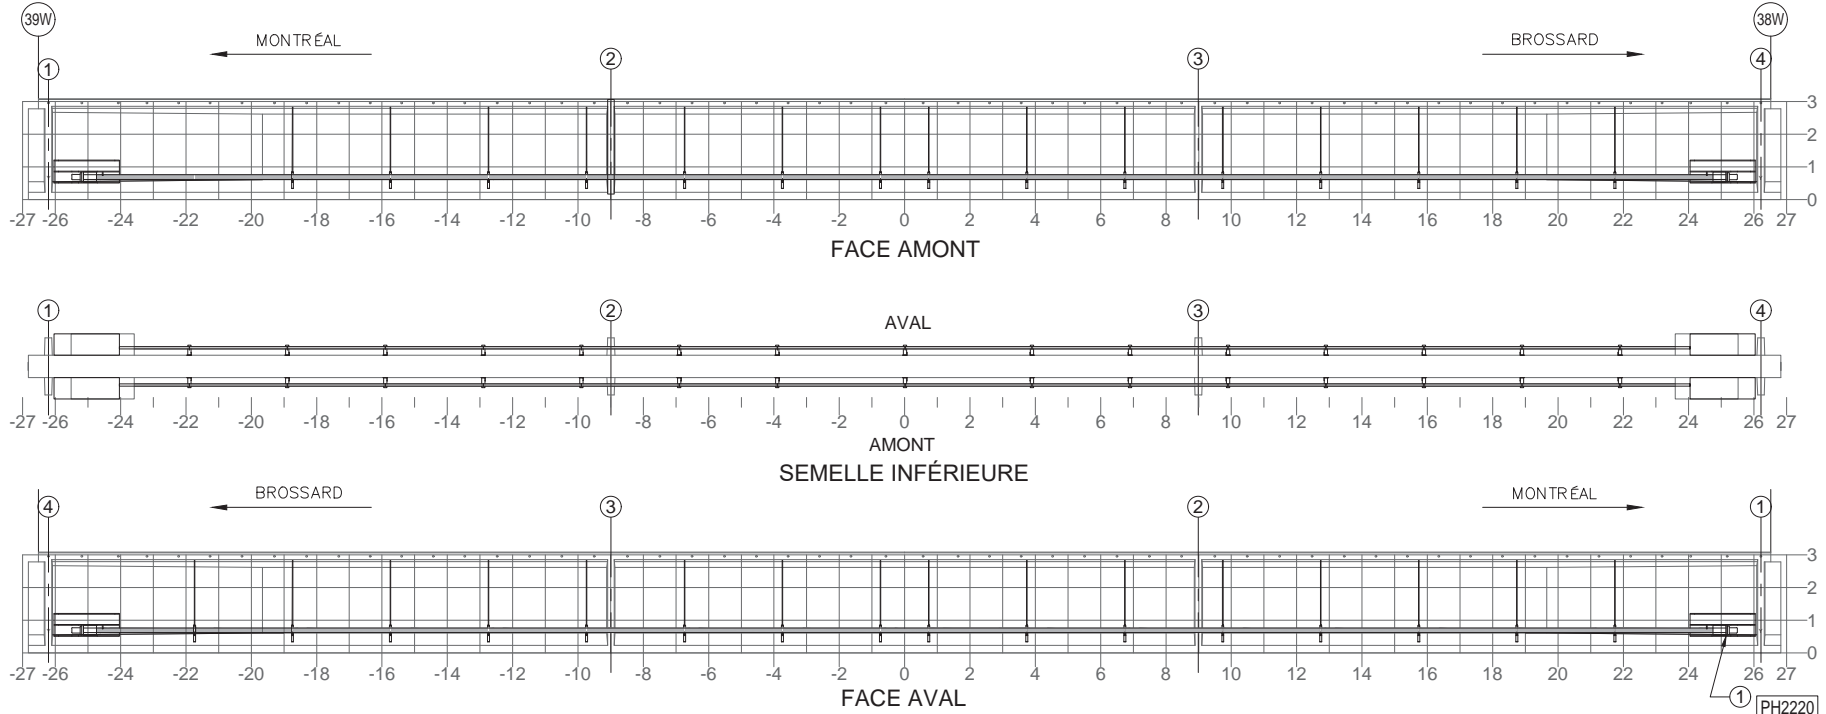 39W 38W
MONTRÉAL BROSSARD
1 2 3 4
3
2
1
0
-27 -26 -24 -22 -20 -18 -16 -14 -12 -10 -8 -6 -4 -2 0 2 4 6 8 10 12 14 16 18 20 22 24 26 27
FACE AMONT
1 2 3 4
AVAL
-27 -26 -24 -22 -20 -18 -16 -14 -12 -10 -8 -6 -4 -2 0 2 4 6 8 10 12 14 16 18 20 22 24 26 27
AMONT
SEMELLE INFÉRIEURE
BROSSARD MONTRÉAL
4 3 2 1
3
2
1
0
-27 -26 -24 -22 -20 -18 -16 -14 -12 -10 -8 -6 -4 -2 0 2 4 6 8 10 12 14 16 18 20 22 24 26 27
FACE AVAL
1 PH2220